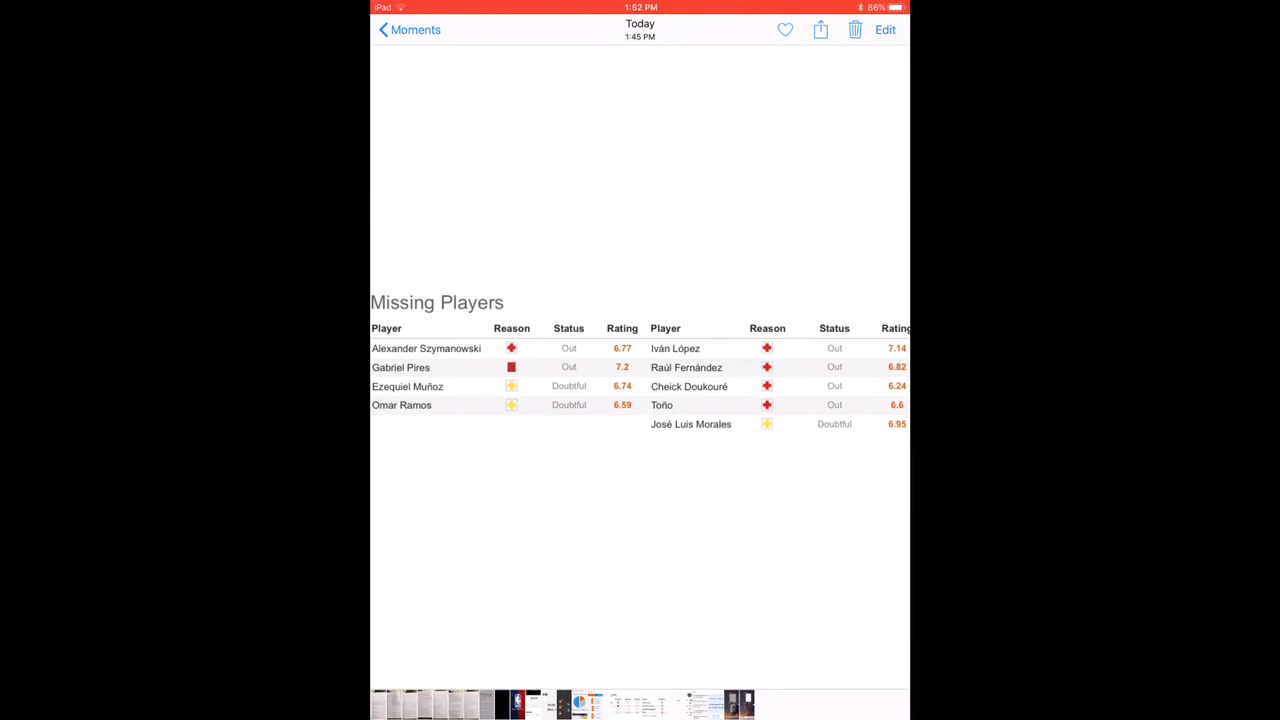 iPad 1:52 PM 86%
Moments Today Edit
1:45 PM
Missing Players
Player Reason Status Rating Player Reason Status Rating
Alexander Szymanowski Out 6.77 Iván López Out 7.14
Gabriel Pires Out 7.2 Raúl Fernández Out 6.82
Ezequiel Muñoz Doubtful 6.74 Cheick Doukouré Out 6.24
Omar Ramos Doubtful 6.59 Toño Out 6.6
José Luis Morales Doubtful 6.95